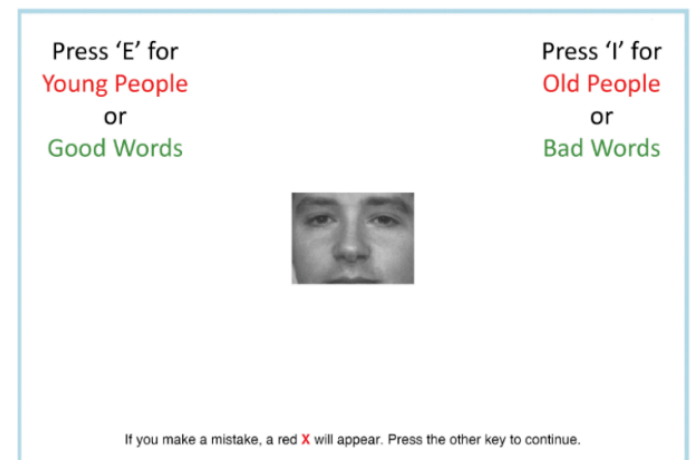 Press ‘E’ for
Young People
or
Good Words
Press ‘I’ for
Old People
or
Bad Words
If you make a mistake, a red X will appear. Press the other key to continue.